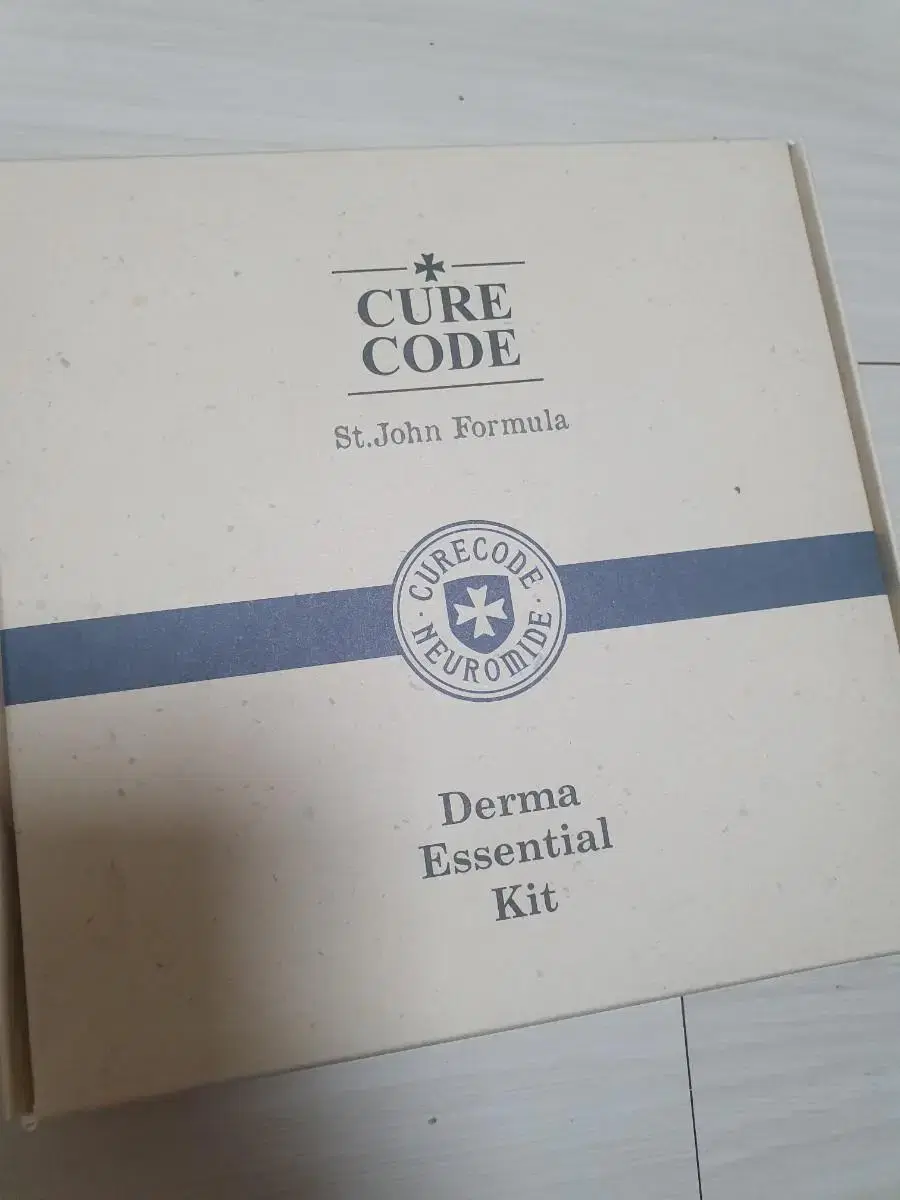 CURE
CODE
St.John Formula
CURECODE
NEUROMIDE
Derma
Essential
Kit